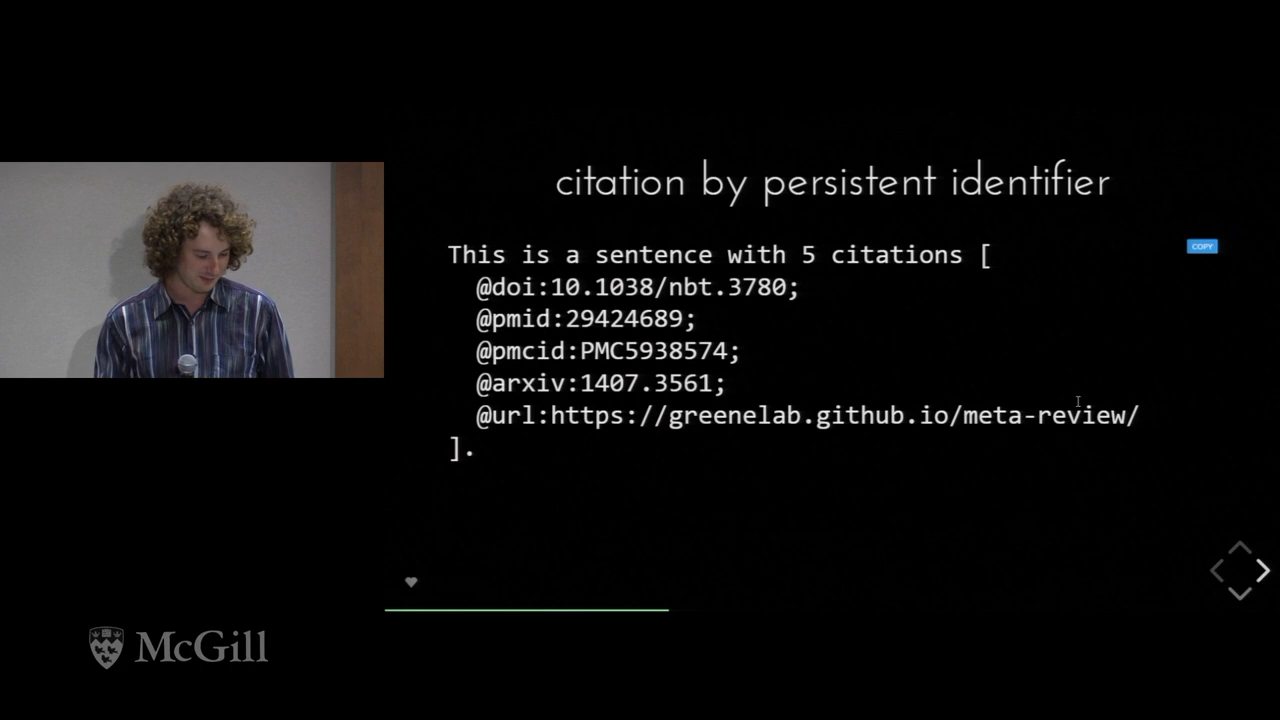 citation by persistent identifier
This is a sentence with 5 citations [
COPY
@doi:10.1038/nbt.3780;
@pmid:29424689;
@pmcid:PMC5938574;
@arxiv:1407.3561;
@url:https://greenelab.github.io/meta-review/
].
McGill